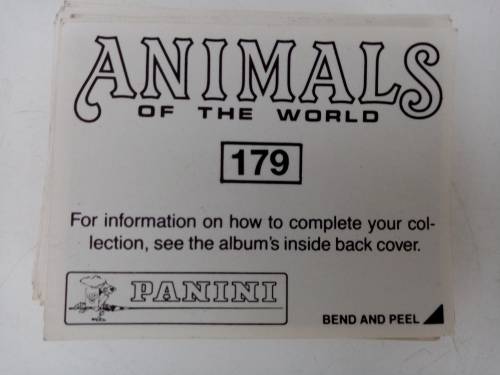 ANIMALS
OF THE WORLD
179
For information on how to complete your col-
lection, see the album's inside back cover.
PANINI
BEND AND PEEL